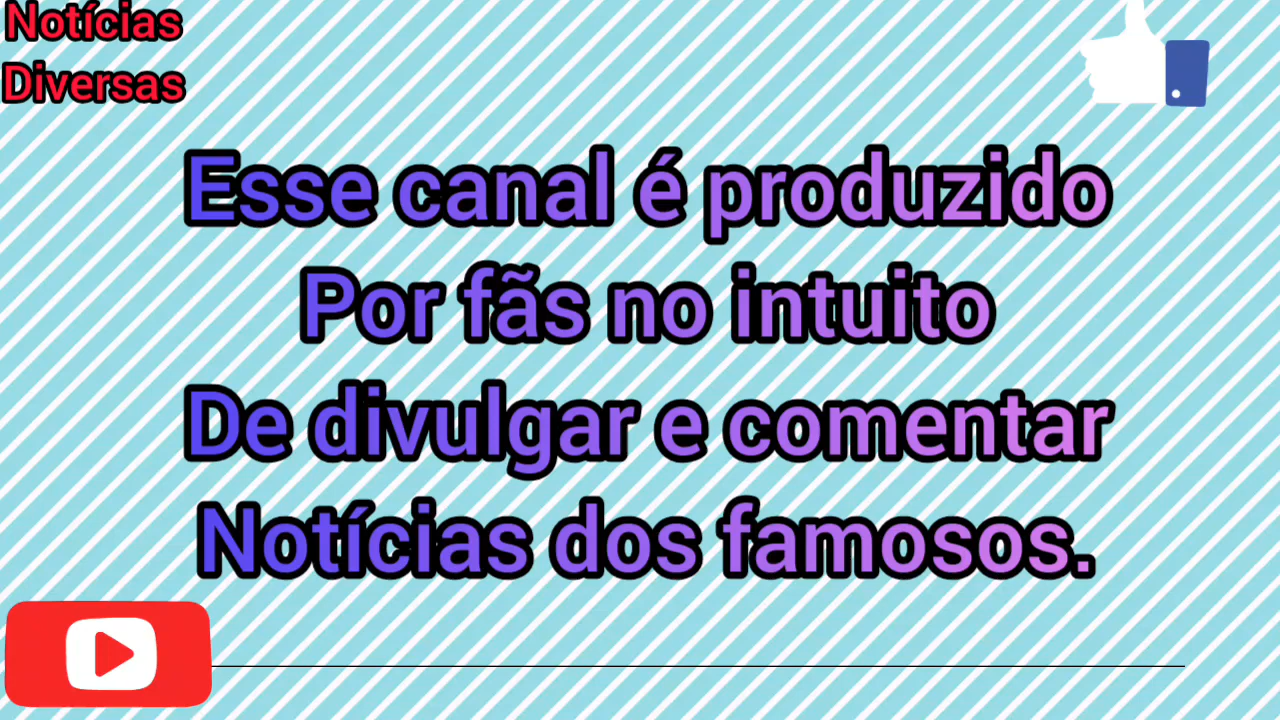 Notícias
Diversas
Esse canal é produzido
Por fãs no intuito
De divulgar e comentar
Notícias dos famosos.